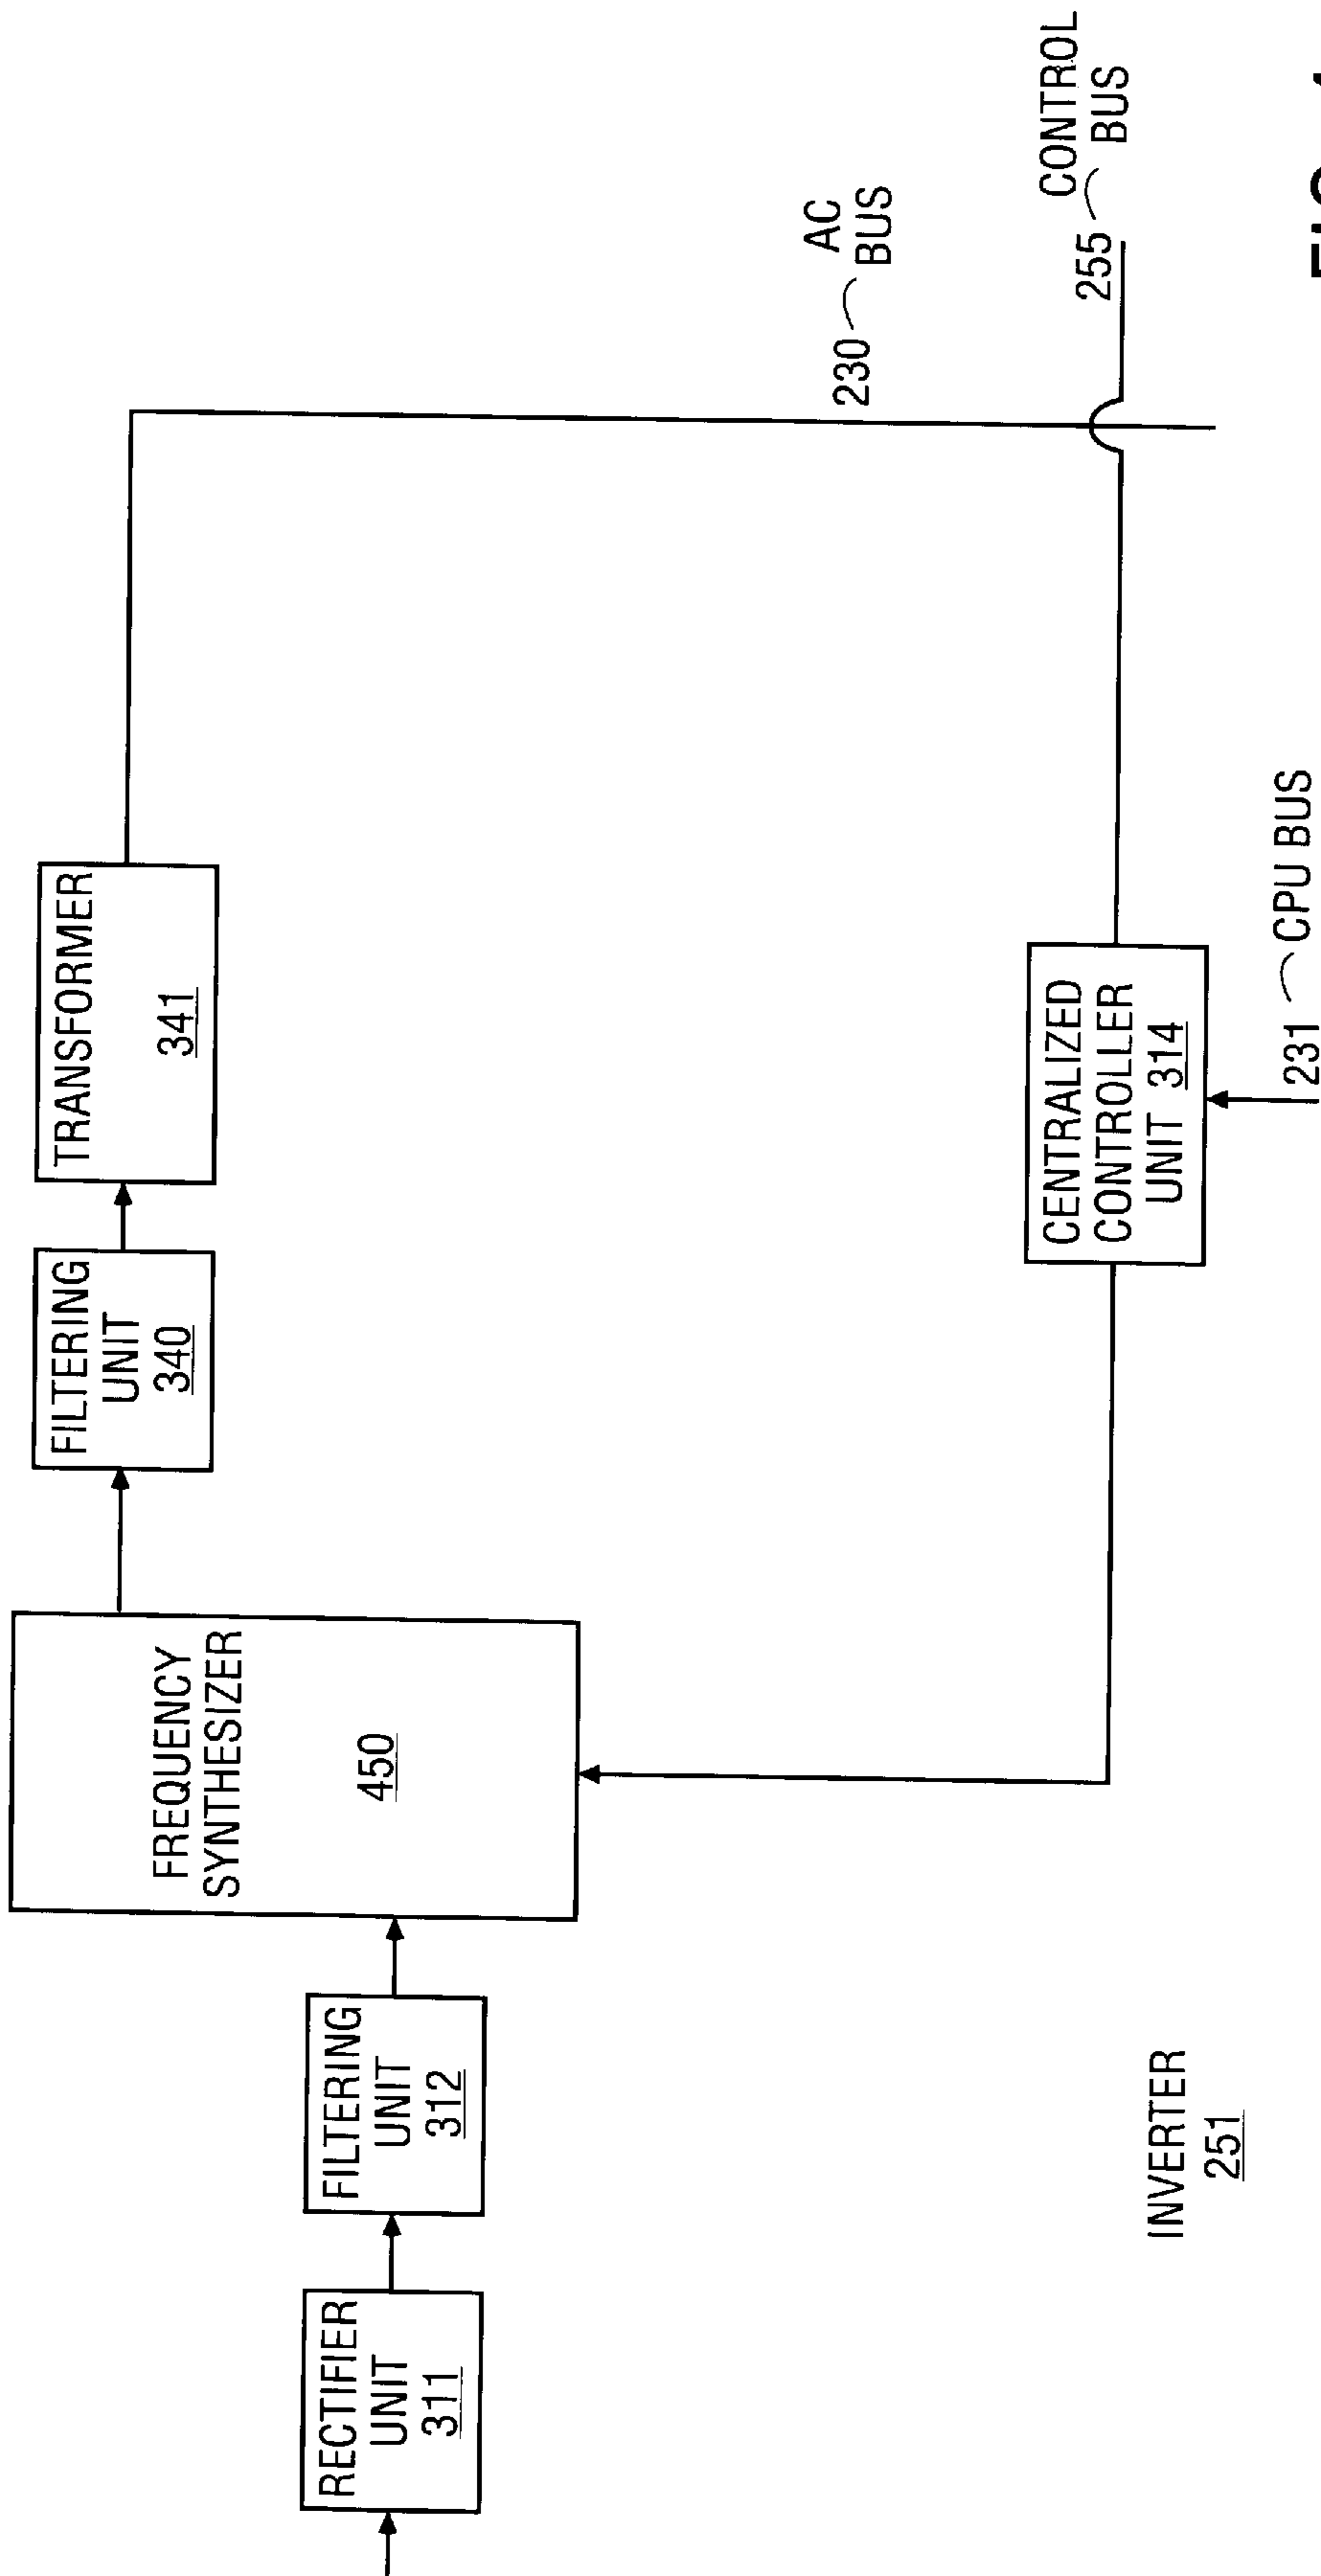 RECTIFIER
UNIT
311
FILTERING
UNIT
312
FREQUENCY
SYNTHESIZER
450
FILTERING
UNIT
340
TRANSFORMER
341
230
AC
BUS
CENTRALIZED
CONTROLLER
UNIT 314
255
CONTROL
BUS
231
CPU BUS
INVERTER
251